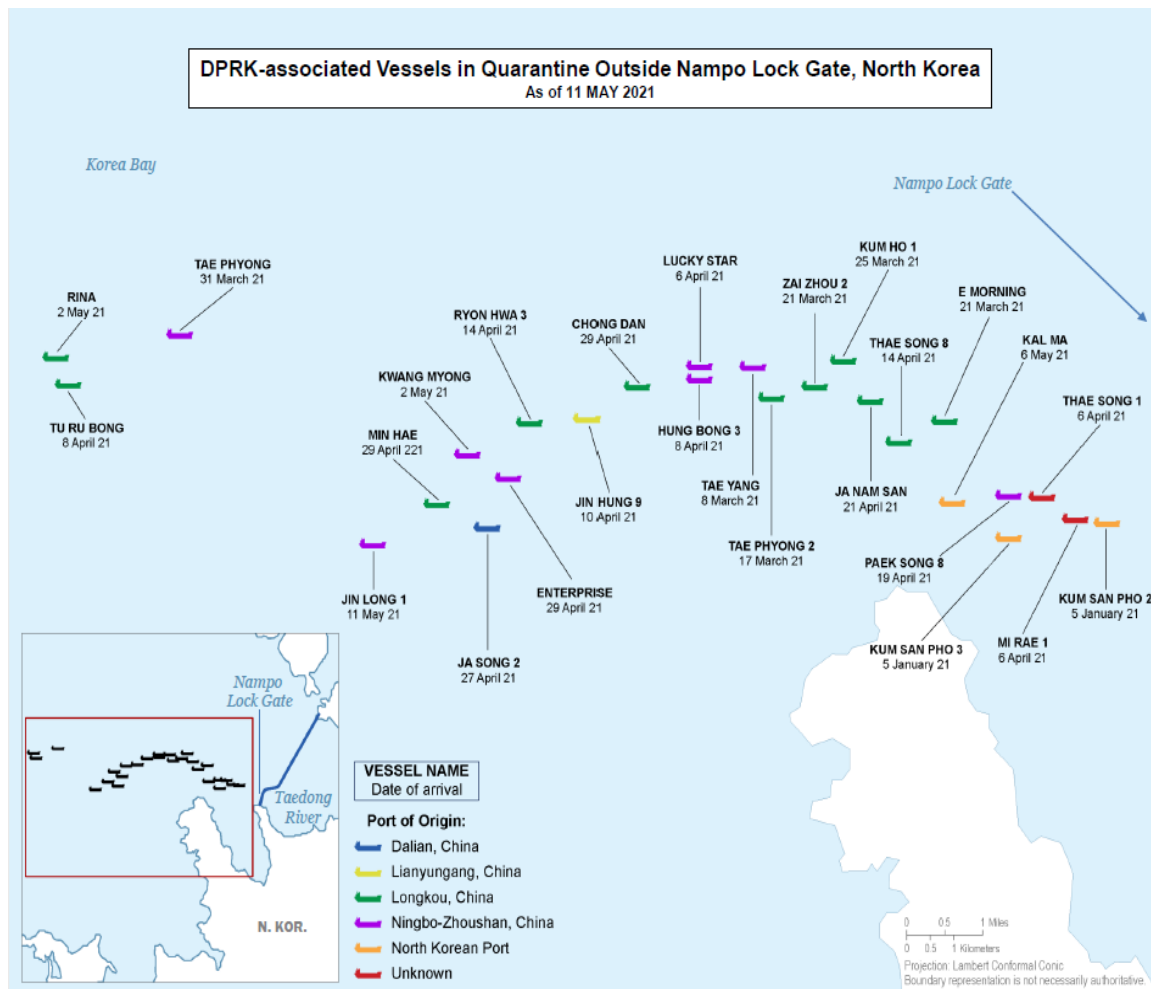 DPRK-associated Vessels in Quarantine Outside Nampo Lock Gate, North Korea
As of 11 MAY 2021
Korea Bay
Nampo Lock Gate
RINA
2 May 21
TAE PHYONG
31 March 21
TU RU BONG
8 April 21
RYON HWA 3
14 April 21
KWANG MYONG
2 May 21
MIN HAE
29 April 221
CHONG DAN
29 April 21
LUCKY STAR
6 April 21
ZAI ZHOU 2
21 March 21
KUM HO 1
25 March 21
E MORNING
21 March 21
THAE SONG 8
14 April 21
KAL MA
6 May 21
THAE SONG 1
6 April 21
HUNG BONG 3
8 April 21
TAE YANG
8 March 21
JIN HUNG 9
10 April 21
JA NAM SAN
21 April 21
TAE PHYONG 2
17 March 21
PAEK SONG 8
19 April 21
JIN LONG 1
11 May 21
ENTERPRISE
29 April 21
JA SONG 2
27 April 21
KUM SAN PHO 3
5 January 21
MI RAE 1
6 April 21
KUM SAN PHO 2
5 January 21
Nampo
Lock Gate
Taedong
River
N. KOR.
VESSEL NAME
Date of arrival
Port of Origin:
Dalian, China
Lianyungang, China
Longkou, China
Ningbo-Zhoushan, China
North Korean Port
Unknown
0 0 5 1 Miles
0 0.5 1 Kilometers
Projection: Lambert Conformal Conic
Boundary representation is not necessarily authoritative.